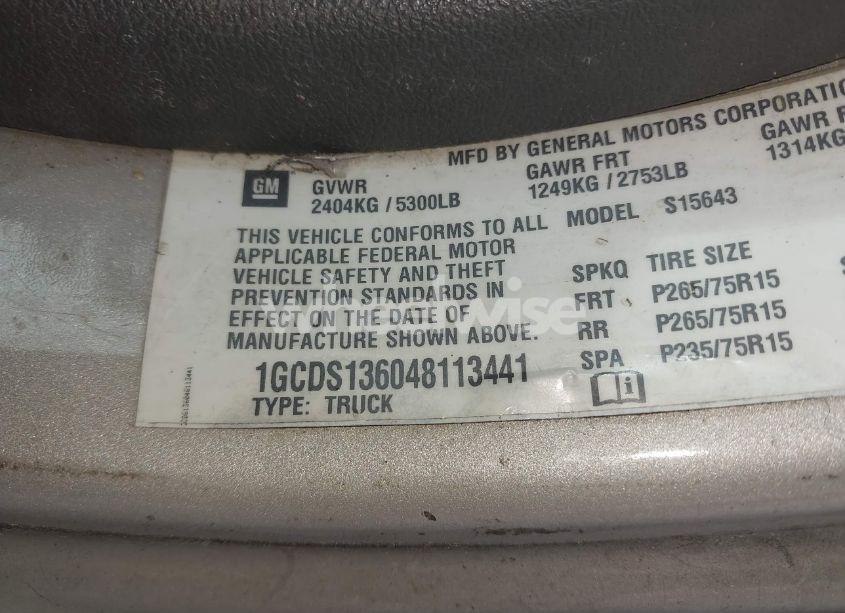 MFD BY GENERAL MOTORS CORPORATIO
GM
GVWR
2404KG / 5300LB
GAWR FRT
1249KG / 2753LB
GAWR
1314KG
THIS VEHICLE CONFORMS TO ALL
APPLICABLE FEDERAL MOTOR
VEHICLE SAFETY AND THEFT
PREVENTION STANDARDS IN
EFFECT ON THE DATE OF
MANUFACTURE SHOWN ABOVE.
MODEL S15643
SPKQ TIRE SIZE
FRT P265/75R15
RR P265/75R15
SPA P235/75R15
1GCDS136048113441
TYPE: TRUCK